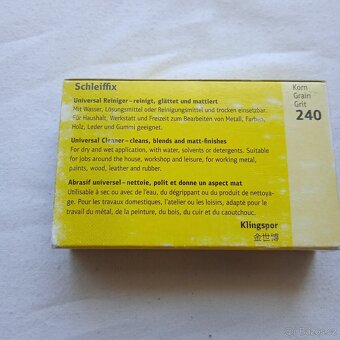 Schleiffix
Universal Reiniger – reinigt, glättet und mattiert
Mit Wasser, Lösungsmittel oder Reinigungsmittel und trocken einsetzbar.
Für Haushalt, Werkstatt und Freizeit zum Bearbeiten von Metall, Farben,
Holz, Leder und Gummi geeignet.
Universal Cleaner – cleans, blends and matt-finishes
For dry and wet application, with water, solvents or detergents. Suitable
for jobs around the house, workshop and leisure, for working metal,
paints, wood, leather and rubber.
Abrasif universel – nettoie, polit et donne un aspect mat
Utilisable à sec ou avec de l'eau, du dégrippant ou du produit de nettoya-
ge. Pour les travaux domestiques, l'atelier ou les loisirs, adapté pour le
travail du métal, de la peinture, du bois, du cuir et du caoutchouc.
Korn
Grain
Grit
240
Klingspor
金世博